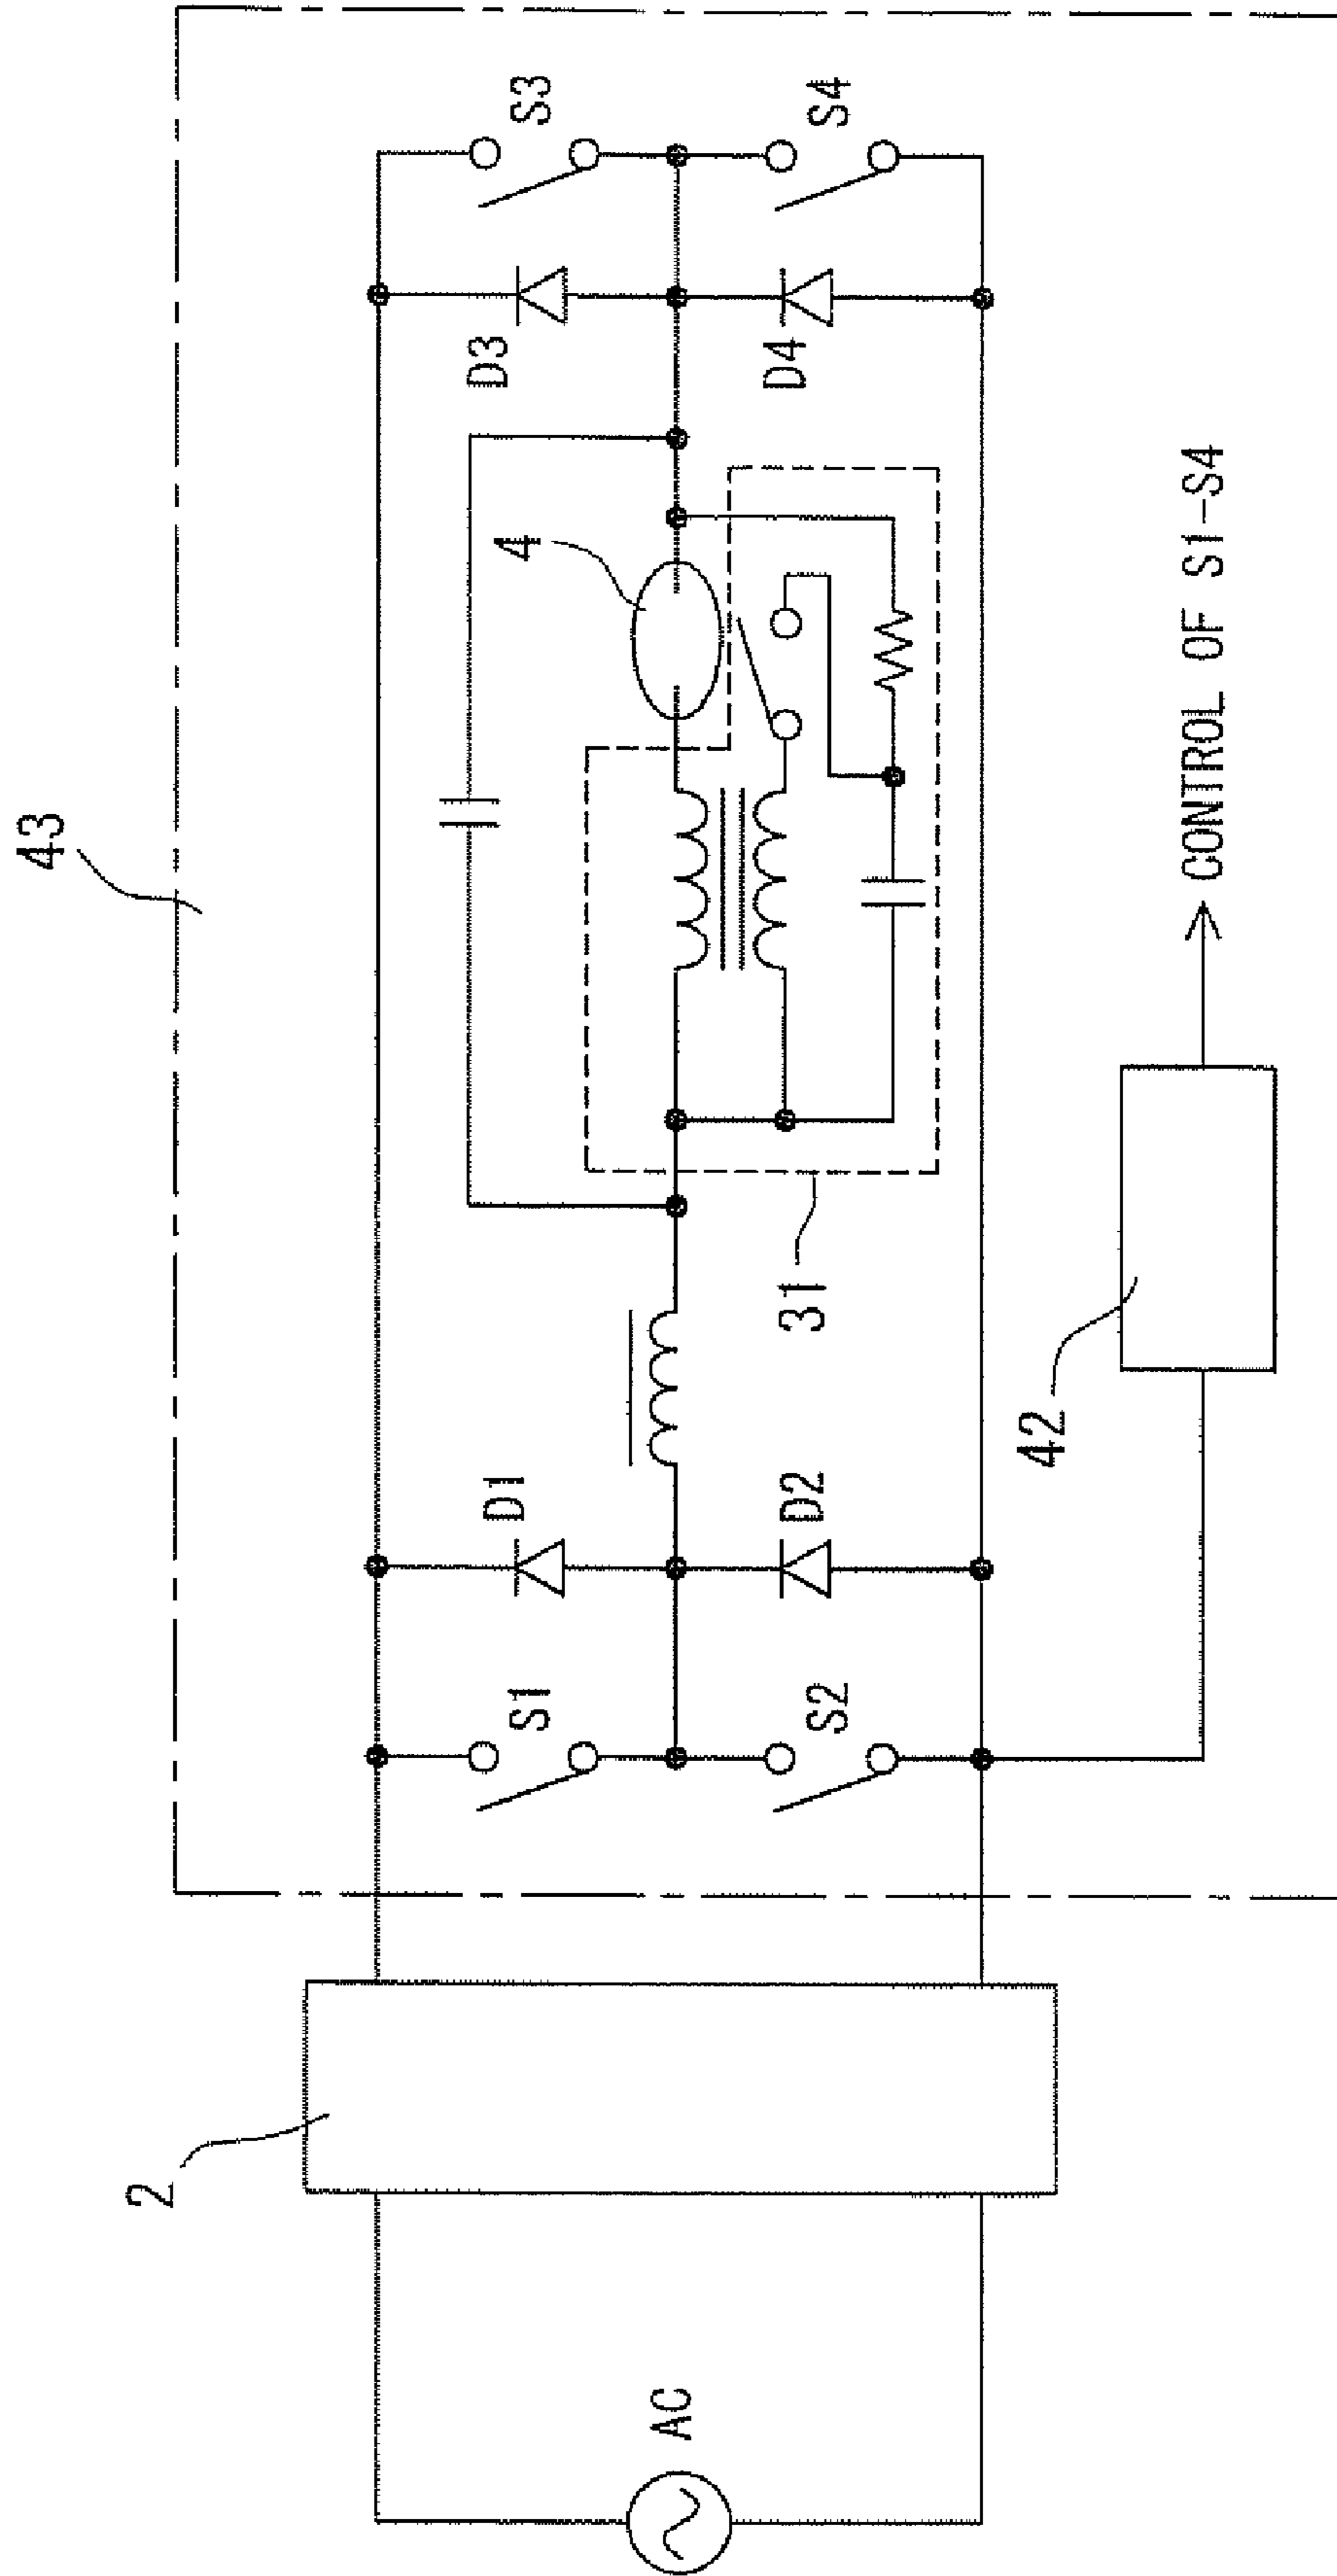 43
S3
S4
D3
D4
4
CONTROL OF S1-S4
31
42
D1
D2
S1
S2
2
AC